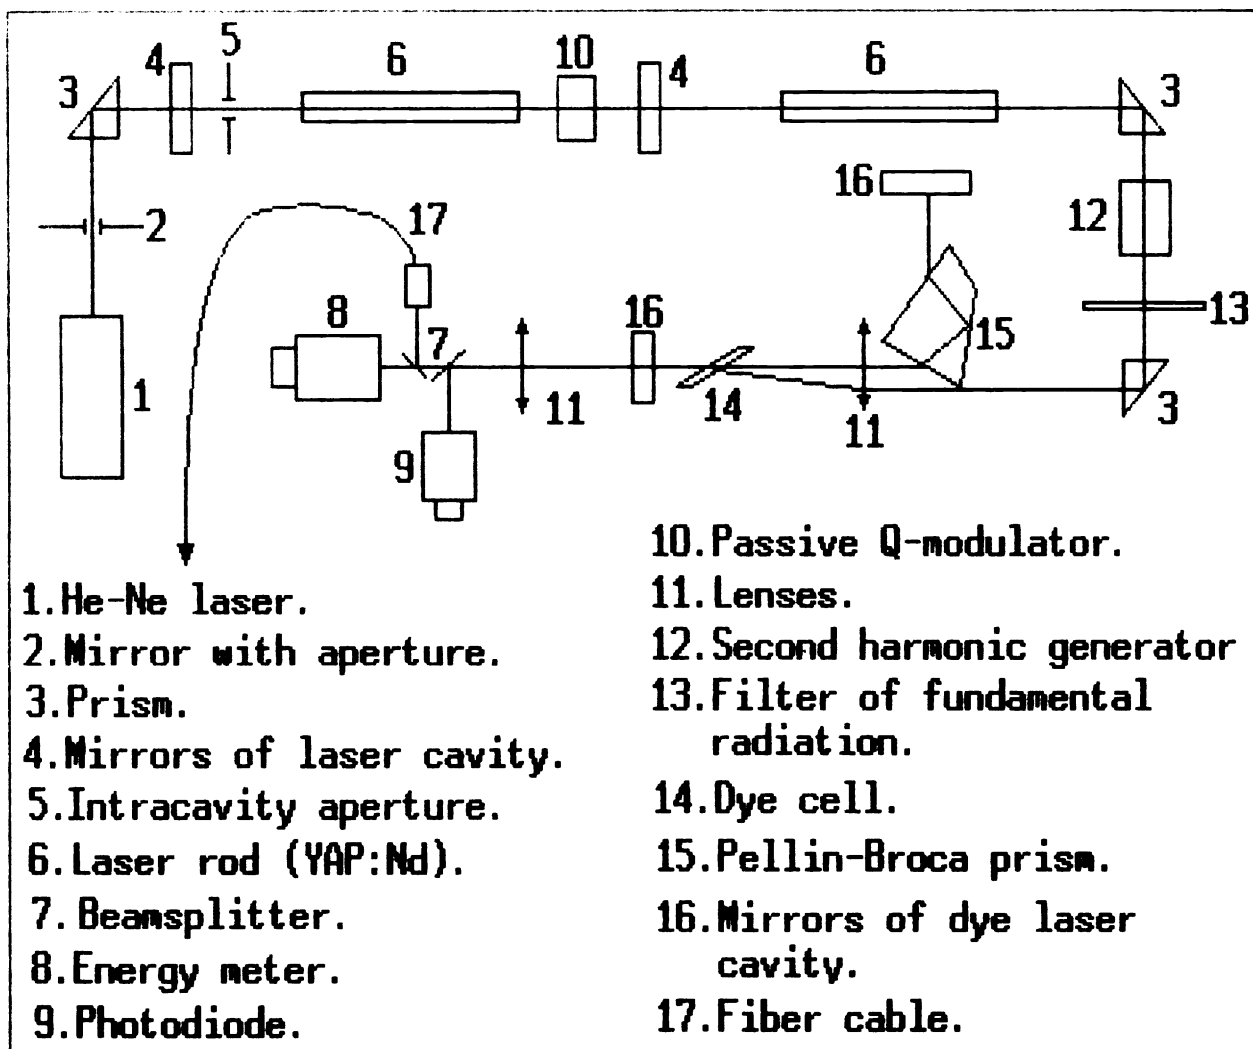 3 4 5 6 10 4 6 3
16
12
2 17
13
8 7 16 15
1 14 11 3
11
9
1.He-Ne laser.
2.Mirror with aperture.
3.Prism.
4.Mirrors of laser cavity.
5.Intracavity aperture.
6.Laser rod (YAP:Nd).
7.Beamsplitter.
8.Energy meter.
9.Photodiode.
10.Passive Q-modulator.
11.Lenses.
12.Second harmonic generator
13.Filter of fundamental
radiation.
14.Dye cell.
15.Pellin-Broca prism.
16.Mirrors of dye laser
cavity.
17.Fiber cable.